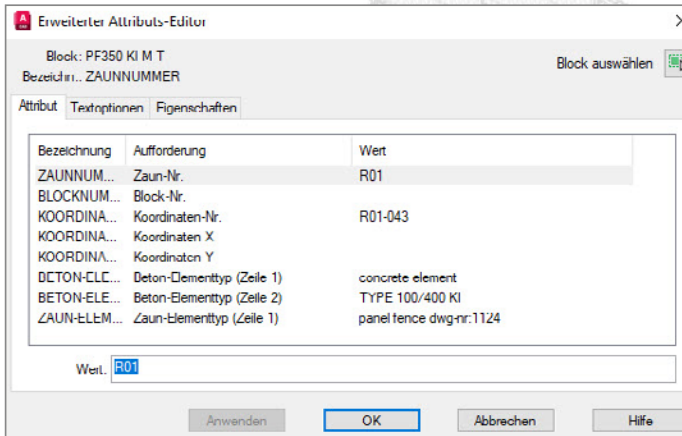 Erweiterter Attributs-Editor
Block: PF350 KI M T
Bezeichn.: ZAUNNUMMER
Block auswählen
Attribut Textoptionen Eigenschaften
Bezeichnung Aufforderung Wert
ZAUNNUM... Zaun-Nr. R01
BLOCKNUM... Block-Nr.
KOORDINA... Koordinaten-Nr. R01-043
KOORDINA... Koordinaten X
KOORDINA... Koordinaten Y
BETON-ELE... Beton-Elementtyp (Zeile 1) concrete element
BETON-ELE... Beton-Elementtyp (Zeile 2) TYPE 100/400 KI
ZAUN-ELEM... Zaun-Elementtyp (Zeile 1) panel fence dwg-nr:1124
Wert: R01
Anwenden OK Abbrechen Hilfe